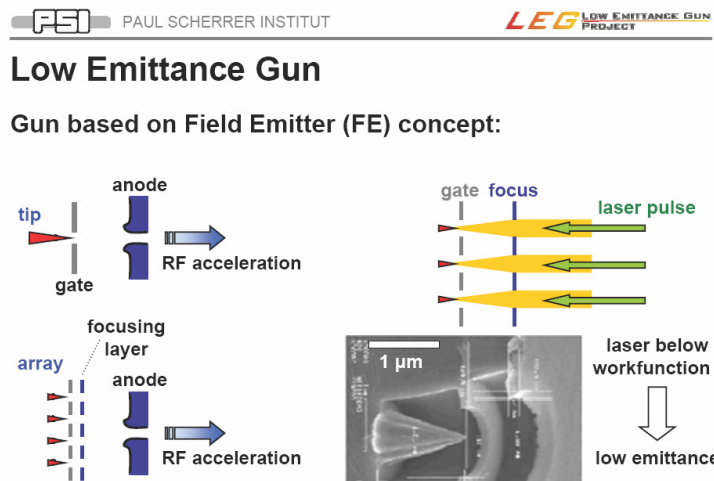 PSI PAUL SCHERRER INSTITUT
LEG LOW EMITTANCE GUN
PROJECT
Low Emittance Gun
Gun based on Field Emitter (FE) concept:
anode
tip
gate
RF acceleration
gate focus
laser pulse
focusing
layer
array
anode
RF acceleration
1 µm
laser below
workfunction
low emittance